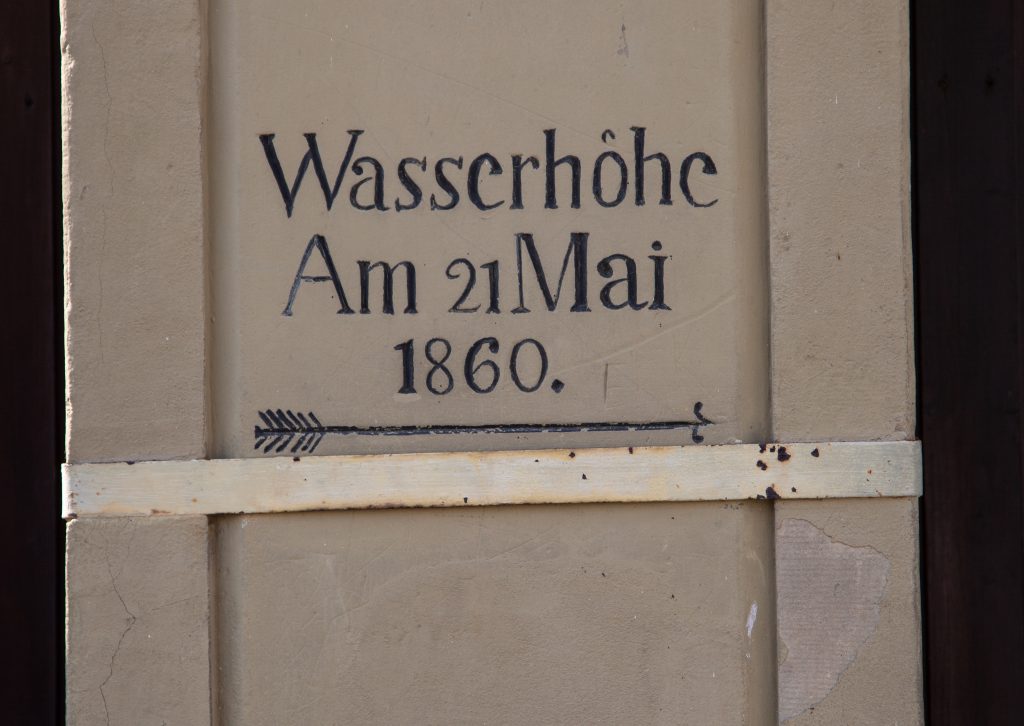 Wasserhöhe
Am 21 Mai
1860.